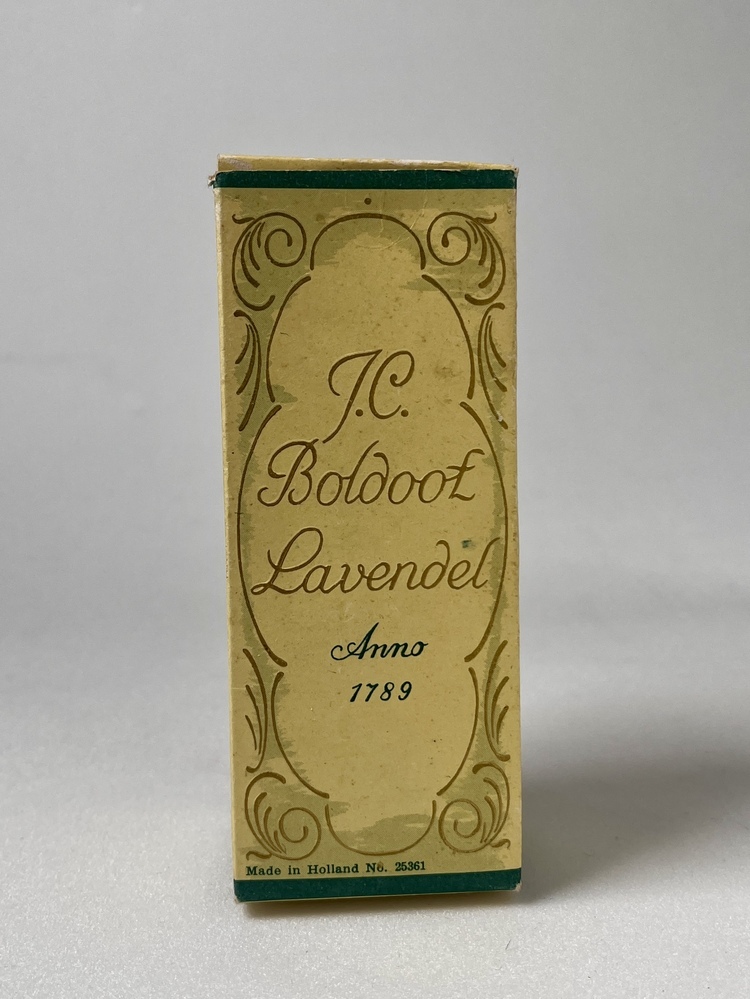 J.C.
Boldoot
Lavendel
Anno
1789
Made in Holland No. 25361